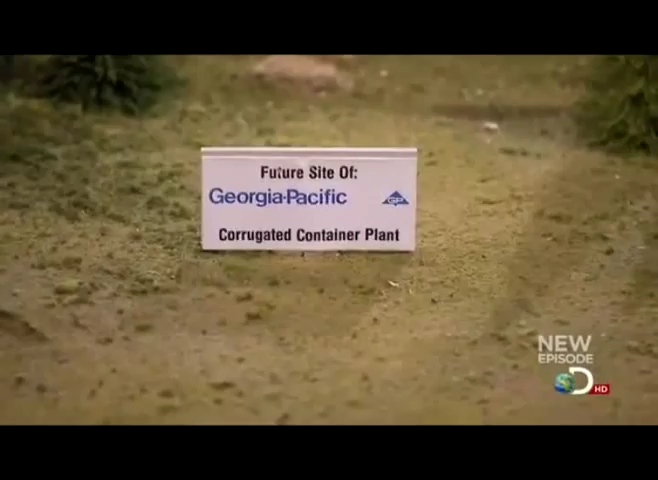 Future Site Of:
Georgia-Pacific
GP
Corrugated Container Plant
NEW
EPISODE
D
HD